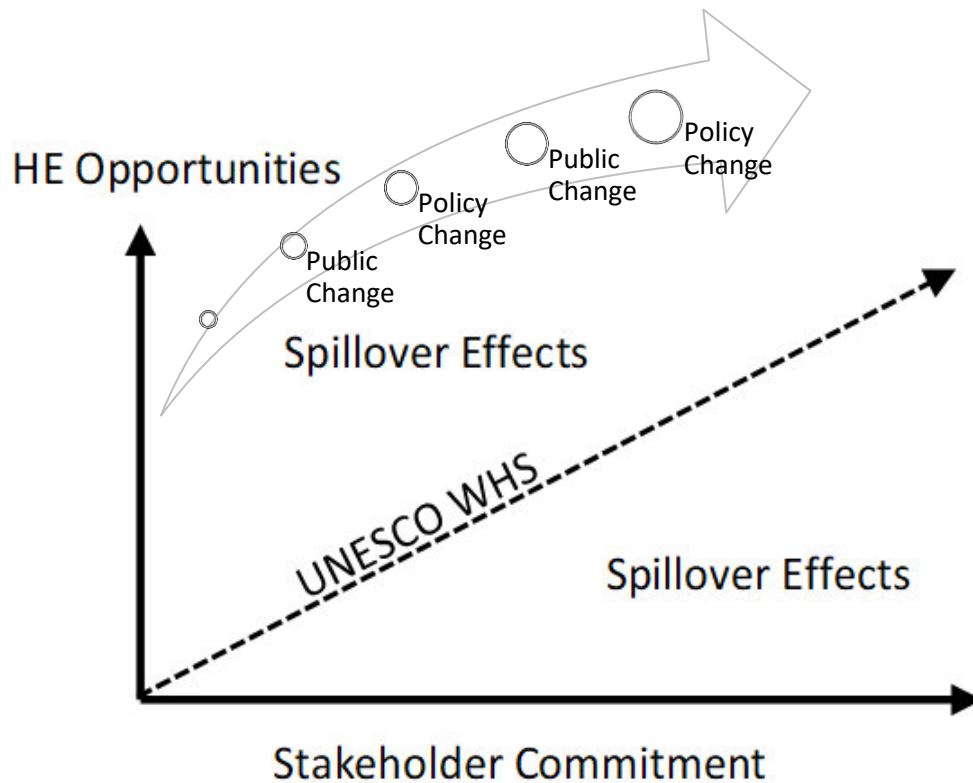 Policy
Change
Public
Change
HE Opportunities
Policy
Change
Public
Change
Spillover Effects
UNESCO WHS
Spillover Effects
Stakeholder Commitment